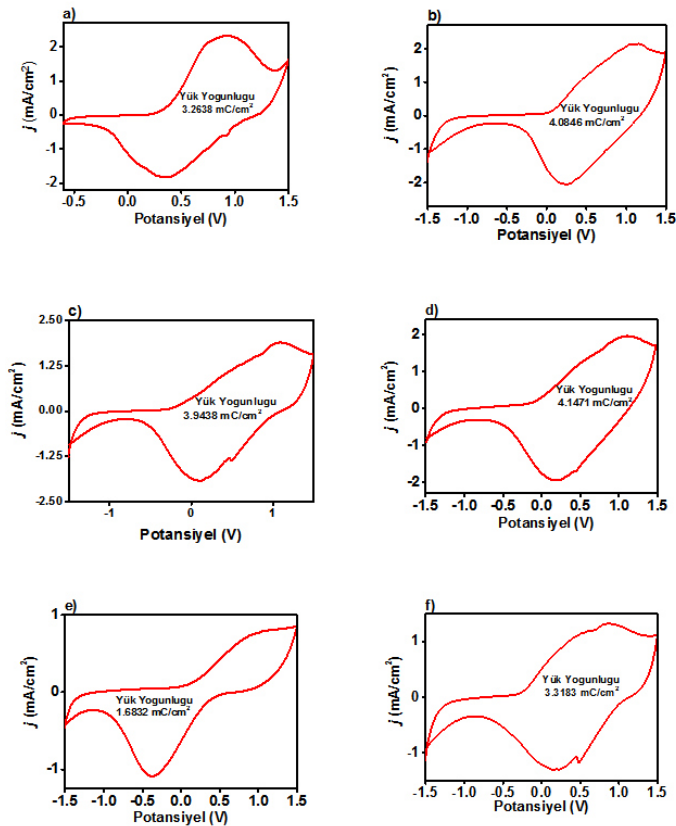 a)
j (mA/cm²)
2
1
0
-1
-2
Yük Yogunlugu
3.2638 mC/cm²
-0.5 0.0 0.5 1.0 1.5
Potansiyel (V)
b)
j (mA/cm²)
2
1
0
-1
-2
Yük Yogunlugu
4.0846 mC/cm²
-1.5 -1.0 -0.5 0.0 0.5 1.0 1.5
Potansiyel (V)
c)
j (mA/cm²)
2.50
1.25
0.00
-1.25
-2.50
Yük Yogunlugu
3.9438 mC/cm²
-1 0 1
Potansiyel (V)
d)
j (mA/cm²)
2
1
0
-1
-2
Yük Yogunlugu
4.1471 mC/cm²
-1.5 -1.0 -0.5 0.0 0.5 1.0 1.5
Potansiyel (V)
e)
j (mA/cm²)
1
0
-1
Yük Yogunlugu
1.6832 mC/cm²
-1.5 -1.0 -0.5 0.0 0.5 1.0 1.5
Potansiyel (V)
f)
j (mA/cm²)
1
0
-1
Yük Yogunlugu
3.3183 mC/cm²
-1.5 -1.0 -0.5 0.0 0.5 1.0 1.5
Potansiyel (V)